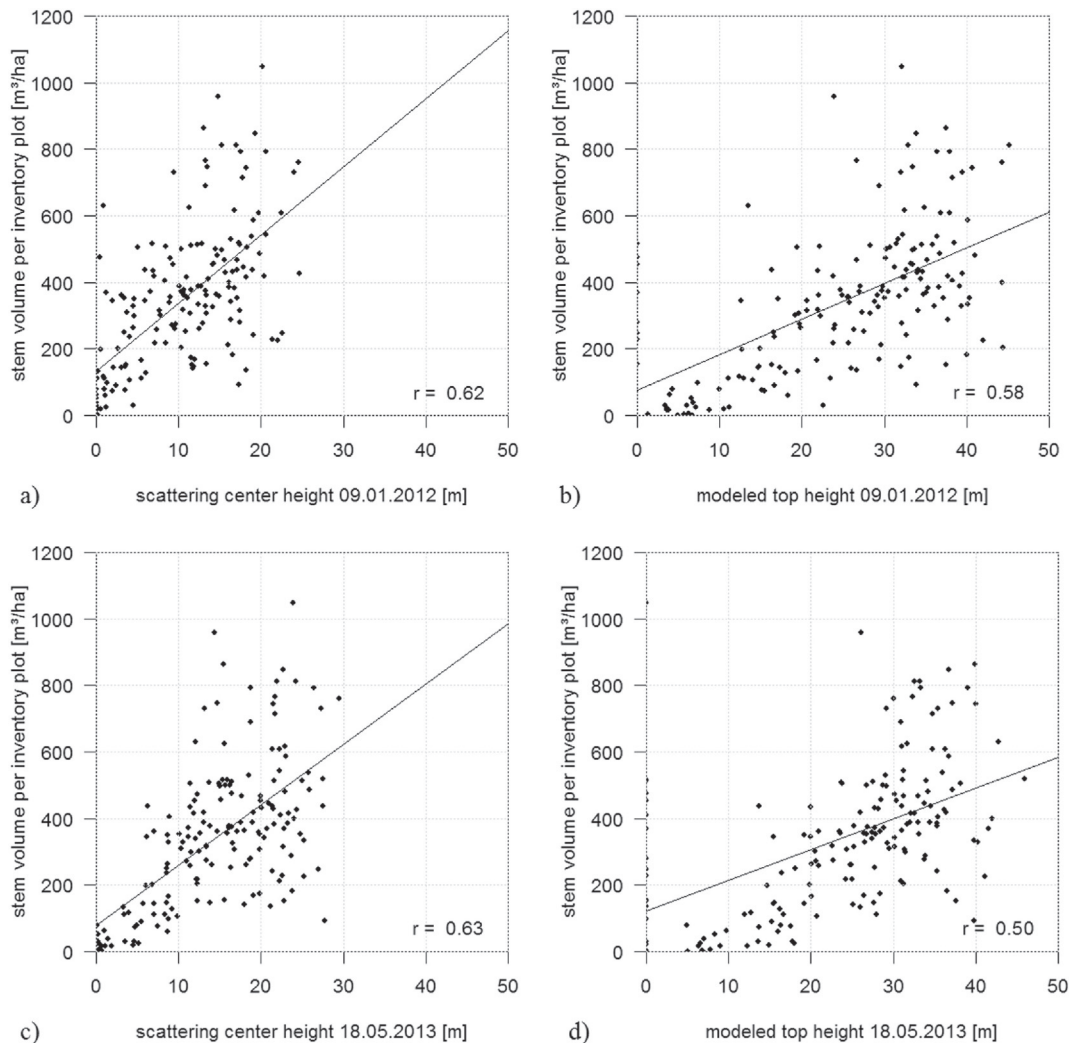 1200
1000
800
600
400
200
0
stem volume per inventory plot [m³/ha]
r = 0.62
0 10 20 30 40 50
a) scattering center height 09.01.2012 [m]
1200
1000
800
600
400
200
0
stem volume per inventory plot [m³/ha]
r = 0.58
0 10 20 30 40 50
b) modeled top height 09.01.2012 [m]
1200
1000
800
600
400
200
0
stem volume per inventory plot [m³/ha]
r = 0.63
0 10 20 30 40 50
c) scattering center height 18.05.2013 [m]
1200
1000
800
600
400
200
0
stem volume per inventory plot [m³/ha]
r = 0.50
0 10 20 30 40 50
d) modeled top height 18.05.2013 [m]